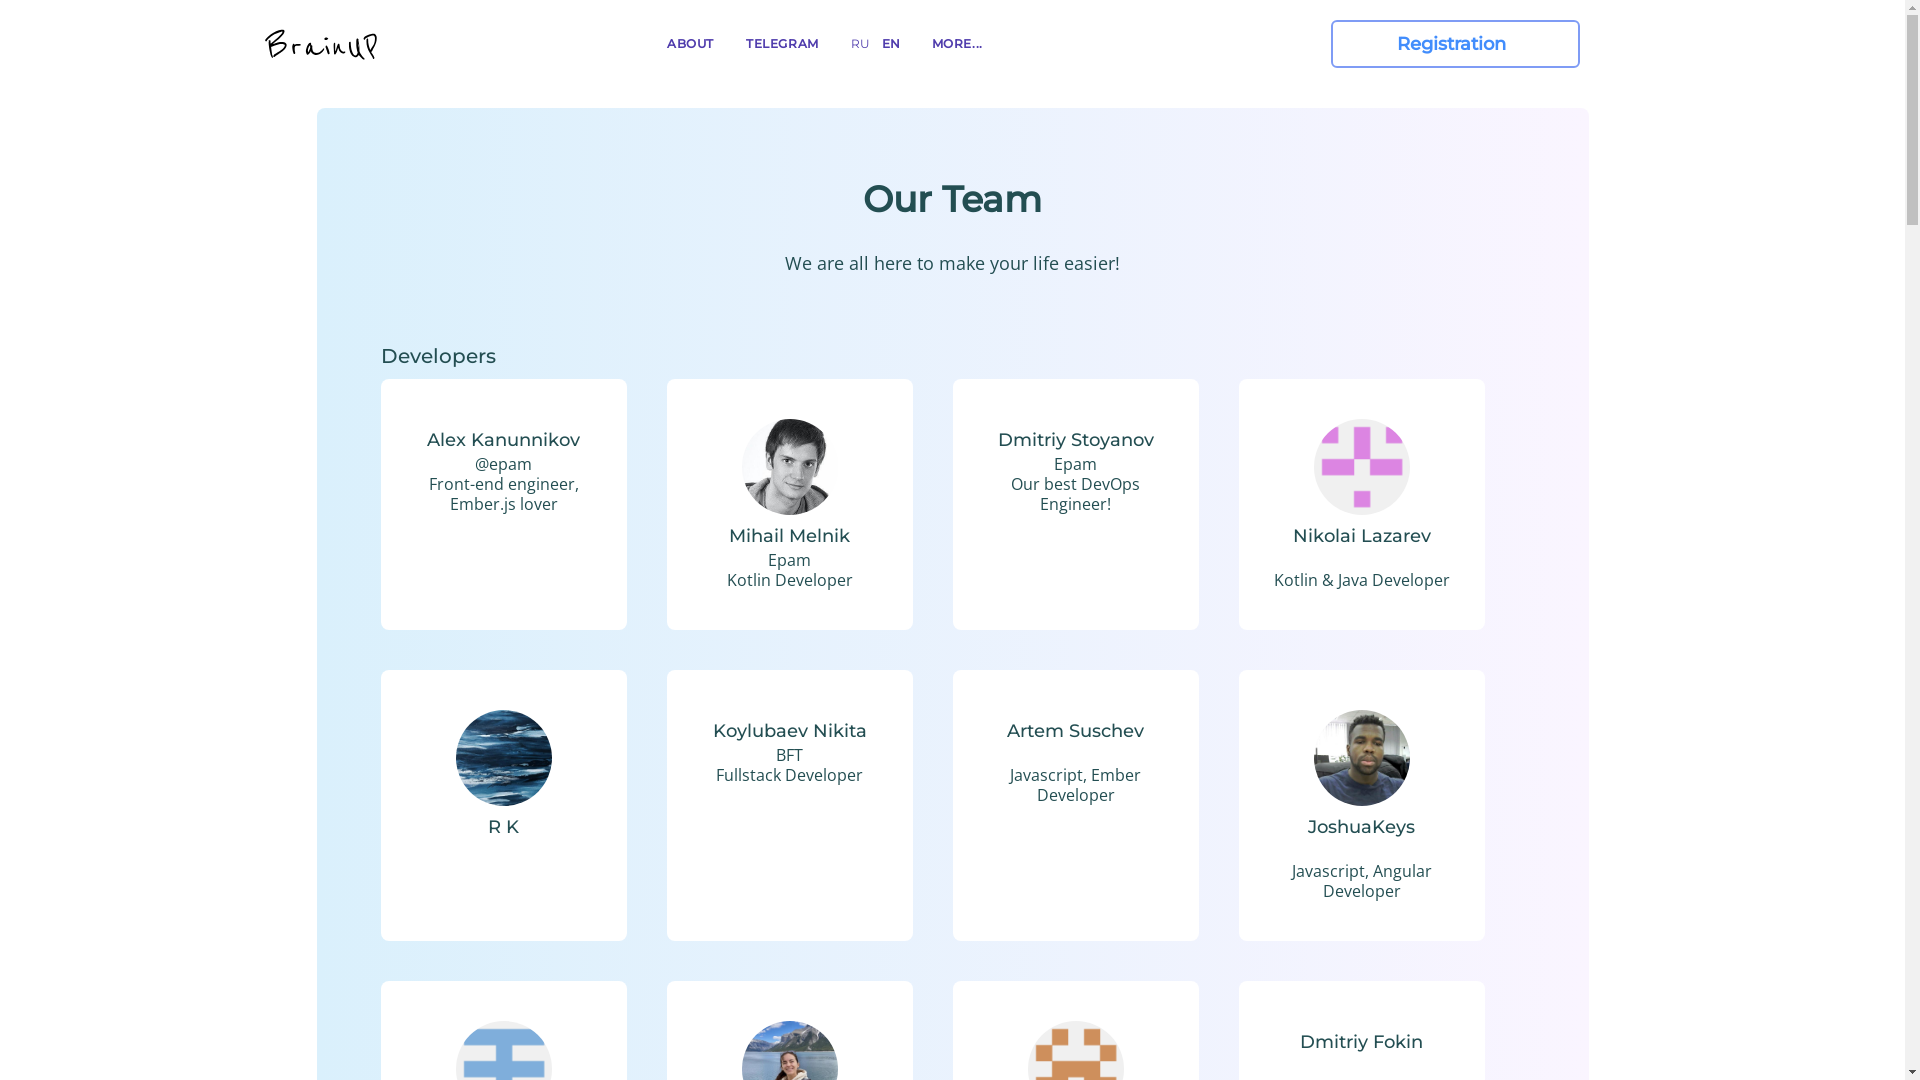 BrainUP
ABOUT
TELEGRAM
RU
EN
MORE...
Registration
Our Team
We are all here to make your life easier!
Developers
Alex Kanunnikov
@epam
Front-end engineer,
Ember.js lover
Mihail Melnik
Epam
Kotlin Developer
Dmitriy Stoyanov
Epam
Our best DevOps
Engineer!
Nikolai Lazarev
Kotlin & Java Developer
R K
Koylubaev Nikita
BFT
Fullstack Developer
Artem Suschev
Javascript, Ember
Developer
JoshuaKeys
Javascript, Angular
Developer
Dmitriy Fokin